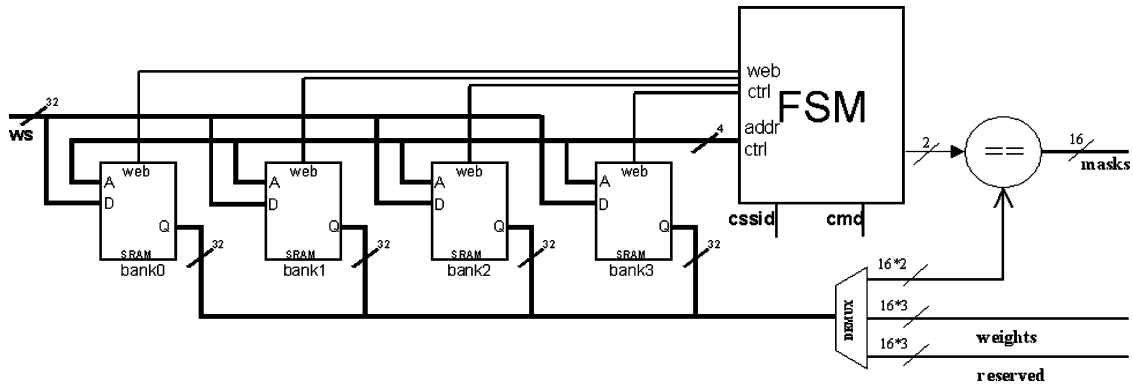 web
ctrl
FSM
addr
ctrl
32
ws
4
2
==
16
masks
web
A
D
Q
SRAM
bank0
32
web
A
D
Q
SRAM
bank1
32
web
A
D
Q
SRAM
bank2
32
web
A
D
Q
SRAM
bank3
32
cssid
cmd
DEMUX
16*2
16*3
weights
16*3
reserved